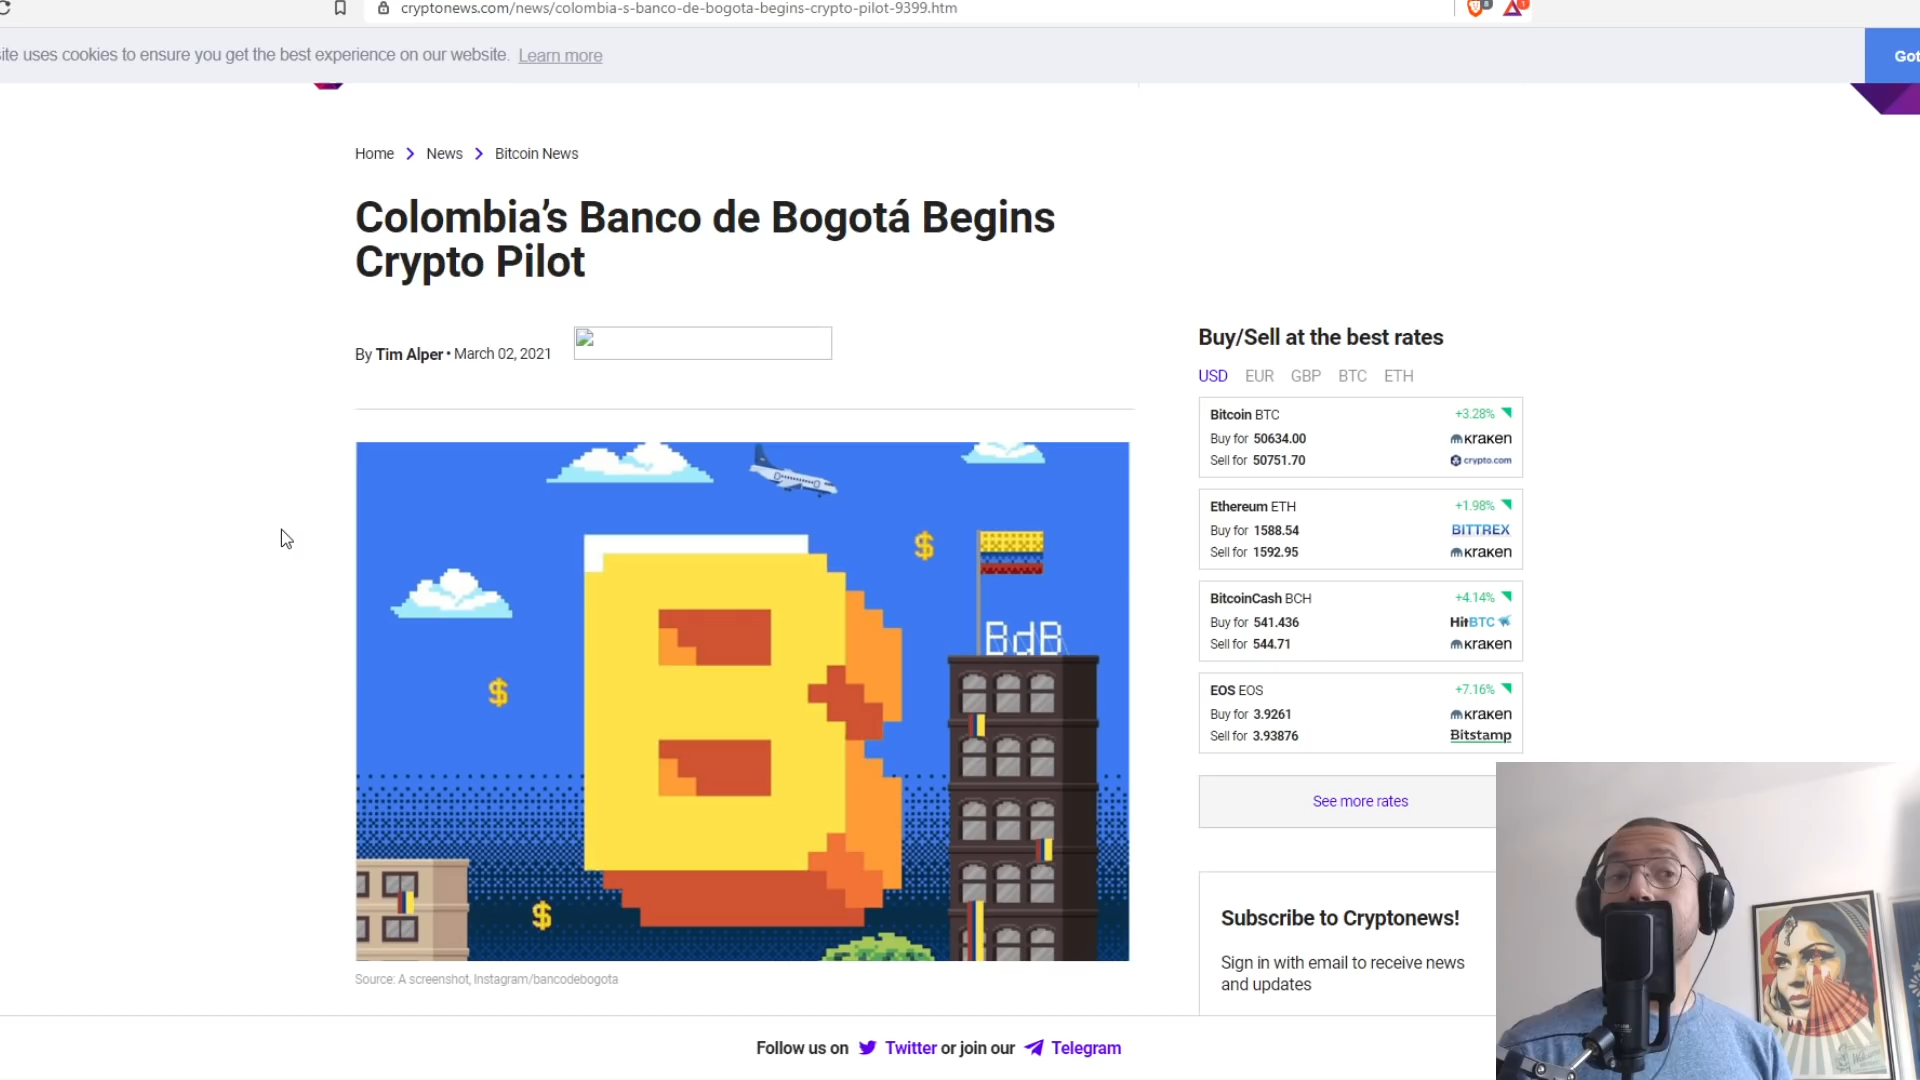 cryptonews.com/news/colombia-s-banco-de-bogota-begins-crypto-pilot-9399.htm
ite uses cookies to ensure you get the best experience on our website. Learn more
Got
Home > News > Bitcoin News
Colombia’s Banco de Bogotá Begins
Crypto Pilot
By Tim Alper • March 02, 2021
BdB
Source: A screenshot, Instagram/bancodebogota
Buy/Sell at the best rates
USD EUR GBP BTC ETH
Bitcoin BTC +3.28%
Buy for 50634.00 kraken
Sell for 50751.70 crypto.com
Ethereum ETH +1.98%
Buy for 1588.54 BITTREX
Sell for 1592.95 kraken
BitcoinCash BCH +4.14%
Buy for 541.436 HitBTC
Sell for 544.71 kraken
EOS EOS +7.16%
Buy for 3.9261 kraken
Sell for 3.93876 Bitstamp
See more rates
Subscribe to Cryptonews!
Sign in with email to receive news
and updates
Follow us on Twitter or join our Telegram